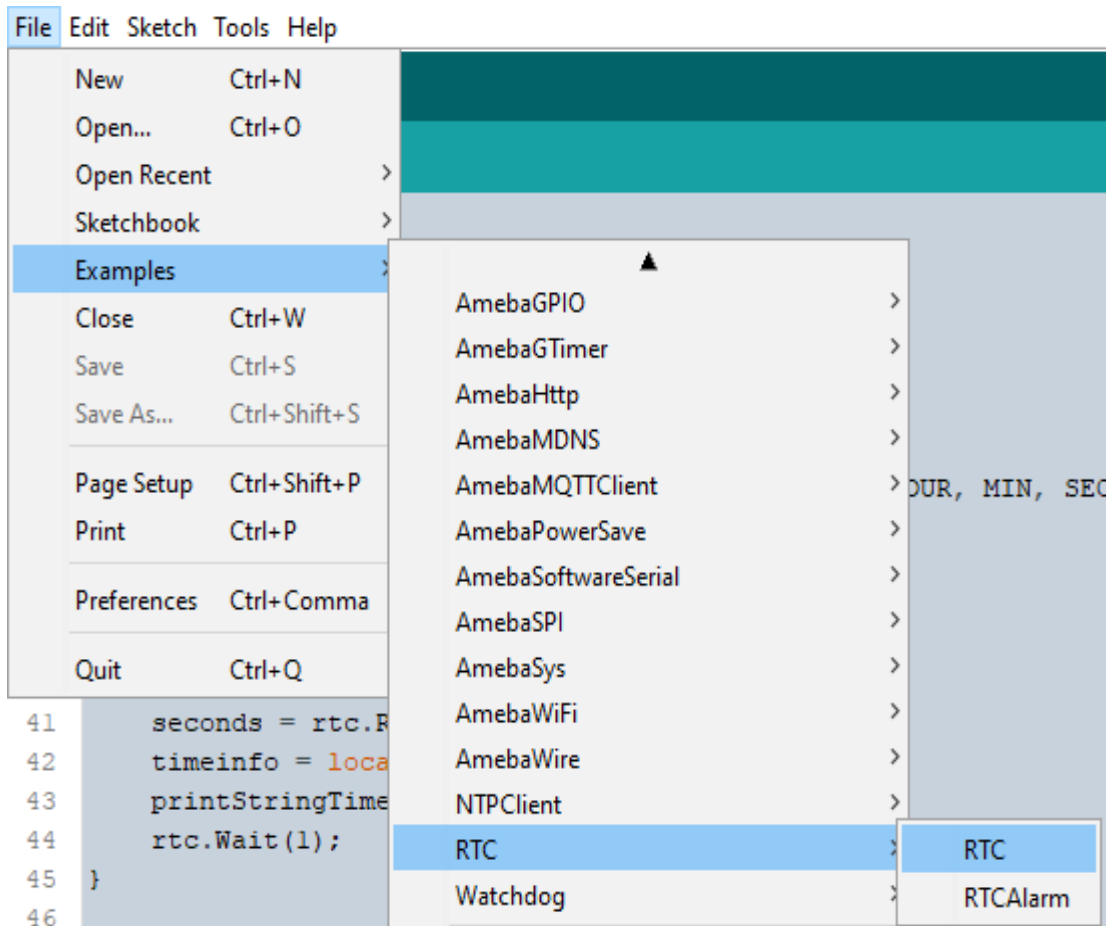 File Edit Sketch Tools Help
New Ctrl+N
Open... Ctrl+O
Open Recent
Sketchbook
Examples
Close Ctrl+W
Save Ctrl+S
Save As... Ctrl+Shift+S
Page Setup Ctrl+Shift+P
Print Ctrl+P
Preferences Ctrl+Comma
Quit Ctrl+Q
AmebaGPIO
AmebaGTimer
AmebaHttp
AmebaMDNS
AmebaMQTTClient
AmebaPowerSave
AmebaSoftwareSerial
AmebaSPI
AmebaSys
AmebaWiFi
AmebaWire
NTPClient
RTC
Watchdog
RTC
RTCAlarm
OUR, MIN, SEC
41 seconds = rtc.R
42 timeinfo = loca
43 printStringTime
44 rtc.Wait(1);
45 }
46